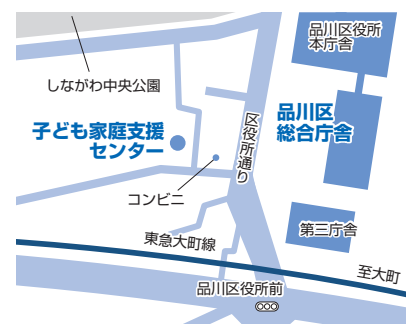 品川区役所
本庁舎
しながわ中央公園
品川区
総合庁舎
子ども家庭支援
センター
区役所通り
コンビニ
第三庁舎
東急大町線
至大町
品川区役所前